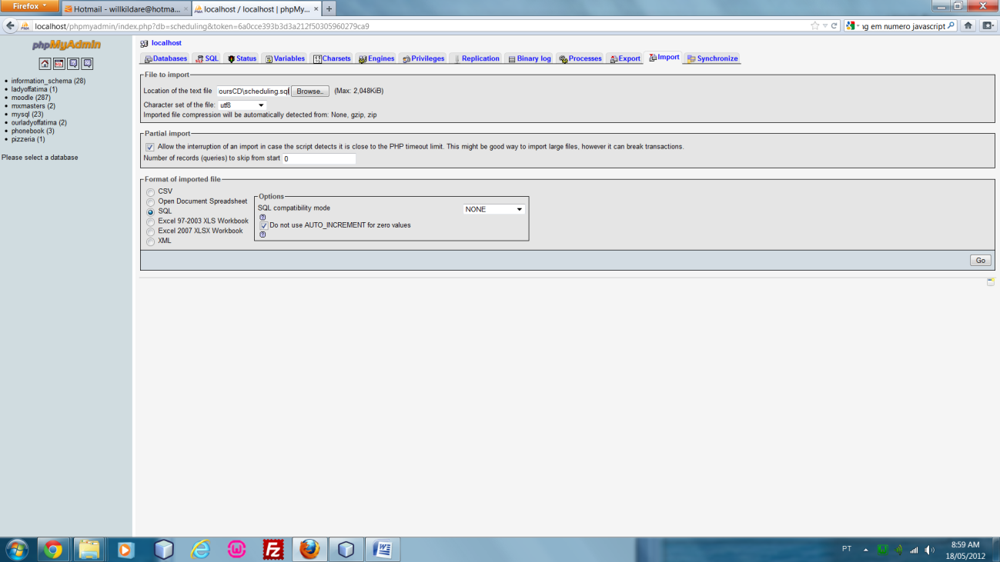 Firefox
Hotmail - willkildare@hotma...
localhost / localhost | phpMy...
localhost/phpmyadmin/index.php?db=scheduling&token=6a0cce393b3d3a212f50305960279ca9
ıg em numero javascript
phpMyAdmin
information_schema (28)
ladyoffatima (1)
moodle (287)
mxmasters (2)
mysql (23)
ourladyoffatima (2)
phonebook (3)
pizzeria (1)
Please select a database
localhost
Databases SQL Status Variables Charsets Engines Privileges Replication Binary log Processes Export Import Synchronize
File to import
Location of the text file oursCD\scheduling.sql Browse... (Max: 2,048KiB)
Character set of the file: utf8
Imported file compression will be automatically detected from: None, gzip, zip
Partial import
Allow the interruption of an import in case the script detects it is close to the PHP timeout limit. This might be good way to import large files, however it can break transactions.
Number of records (queries) to skip from start 0
Format of imported file
CSV
Open Document Spreadsheet
SQL
Excel 97-2003 XLS Workbook
Excel 2007 XLSX Workbook
XML
Options
SQL compatibility mode NONE
Do not use AUTO_INCREMENT for zero values
Go
PT
8:59 AM
18/05/2012